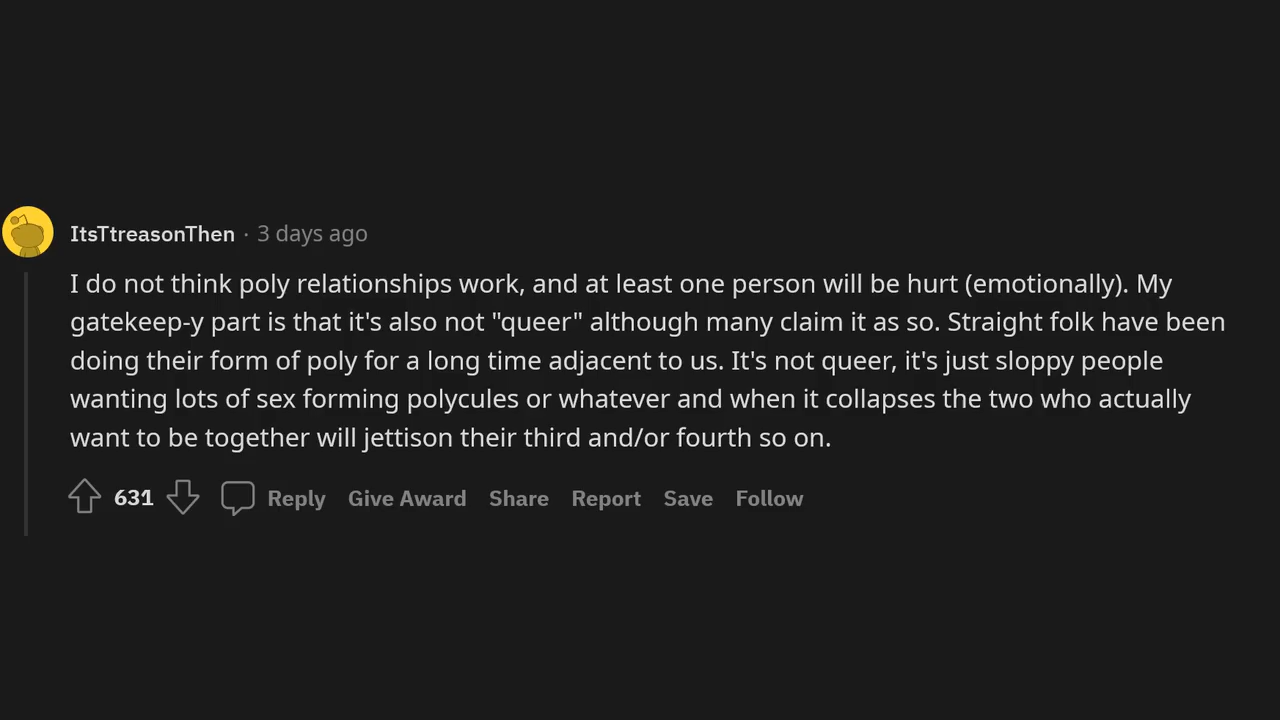 ItsTtreasonThen · 3 days ago
I do not think poly relationships work, and at least one person will be hurt (emotionally). My
gatekeep-y part is that it's also not "queer" although many claim it as so. Straight folk have been
doing their form of poly for a long time adjacent to us. It's not queer, it's just sloppy people
wanting lots of sex forming polycules or whatever and when it collapses the two who actually
want to be together will jettison their third and/or fourth so on.
631 Reply Give Award Share Report Save Follow